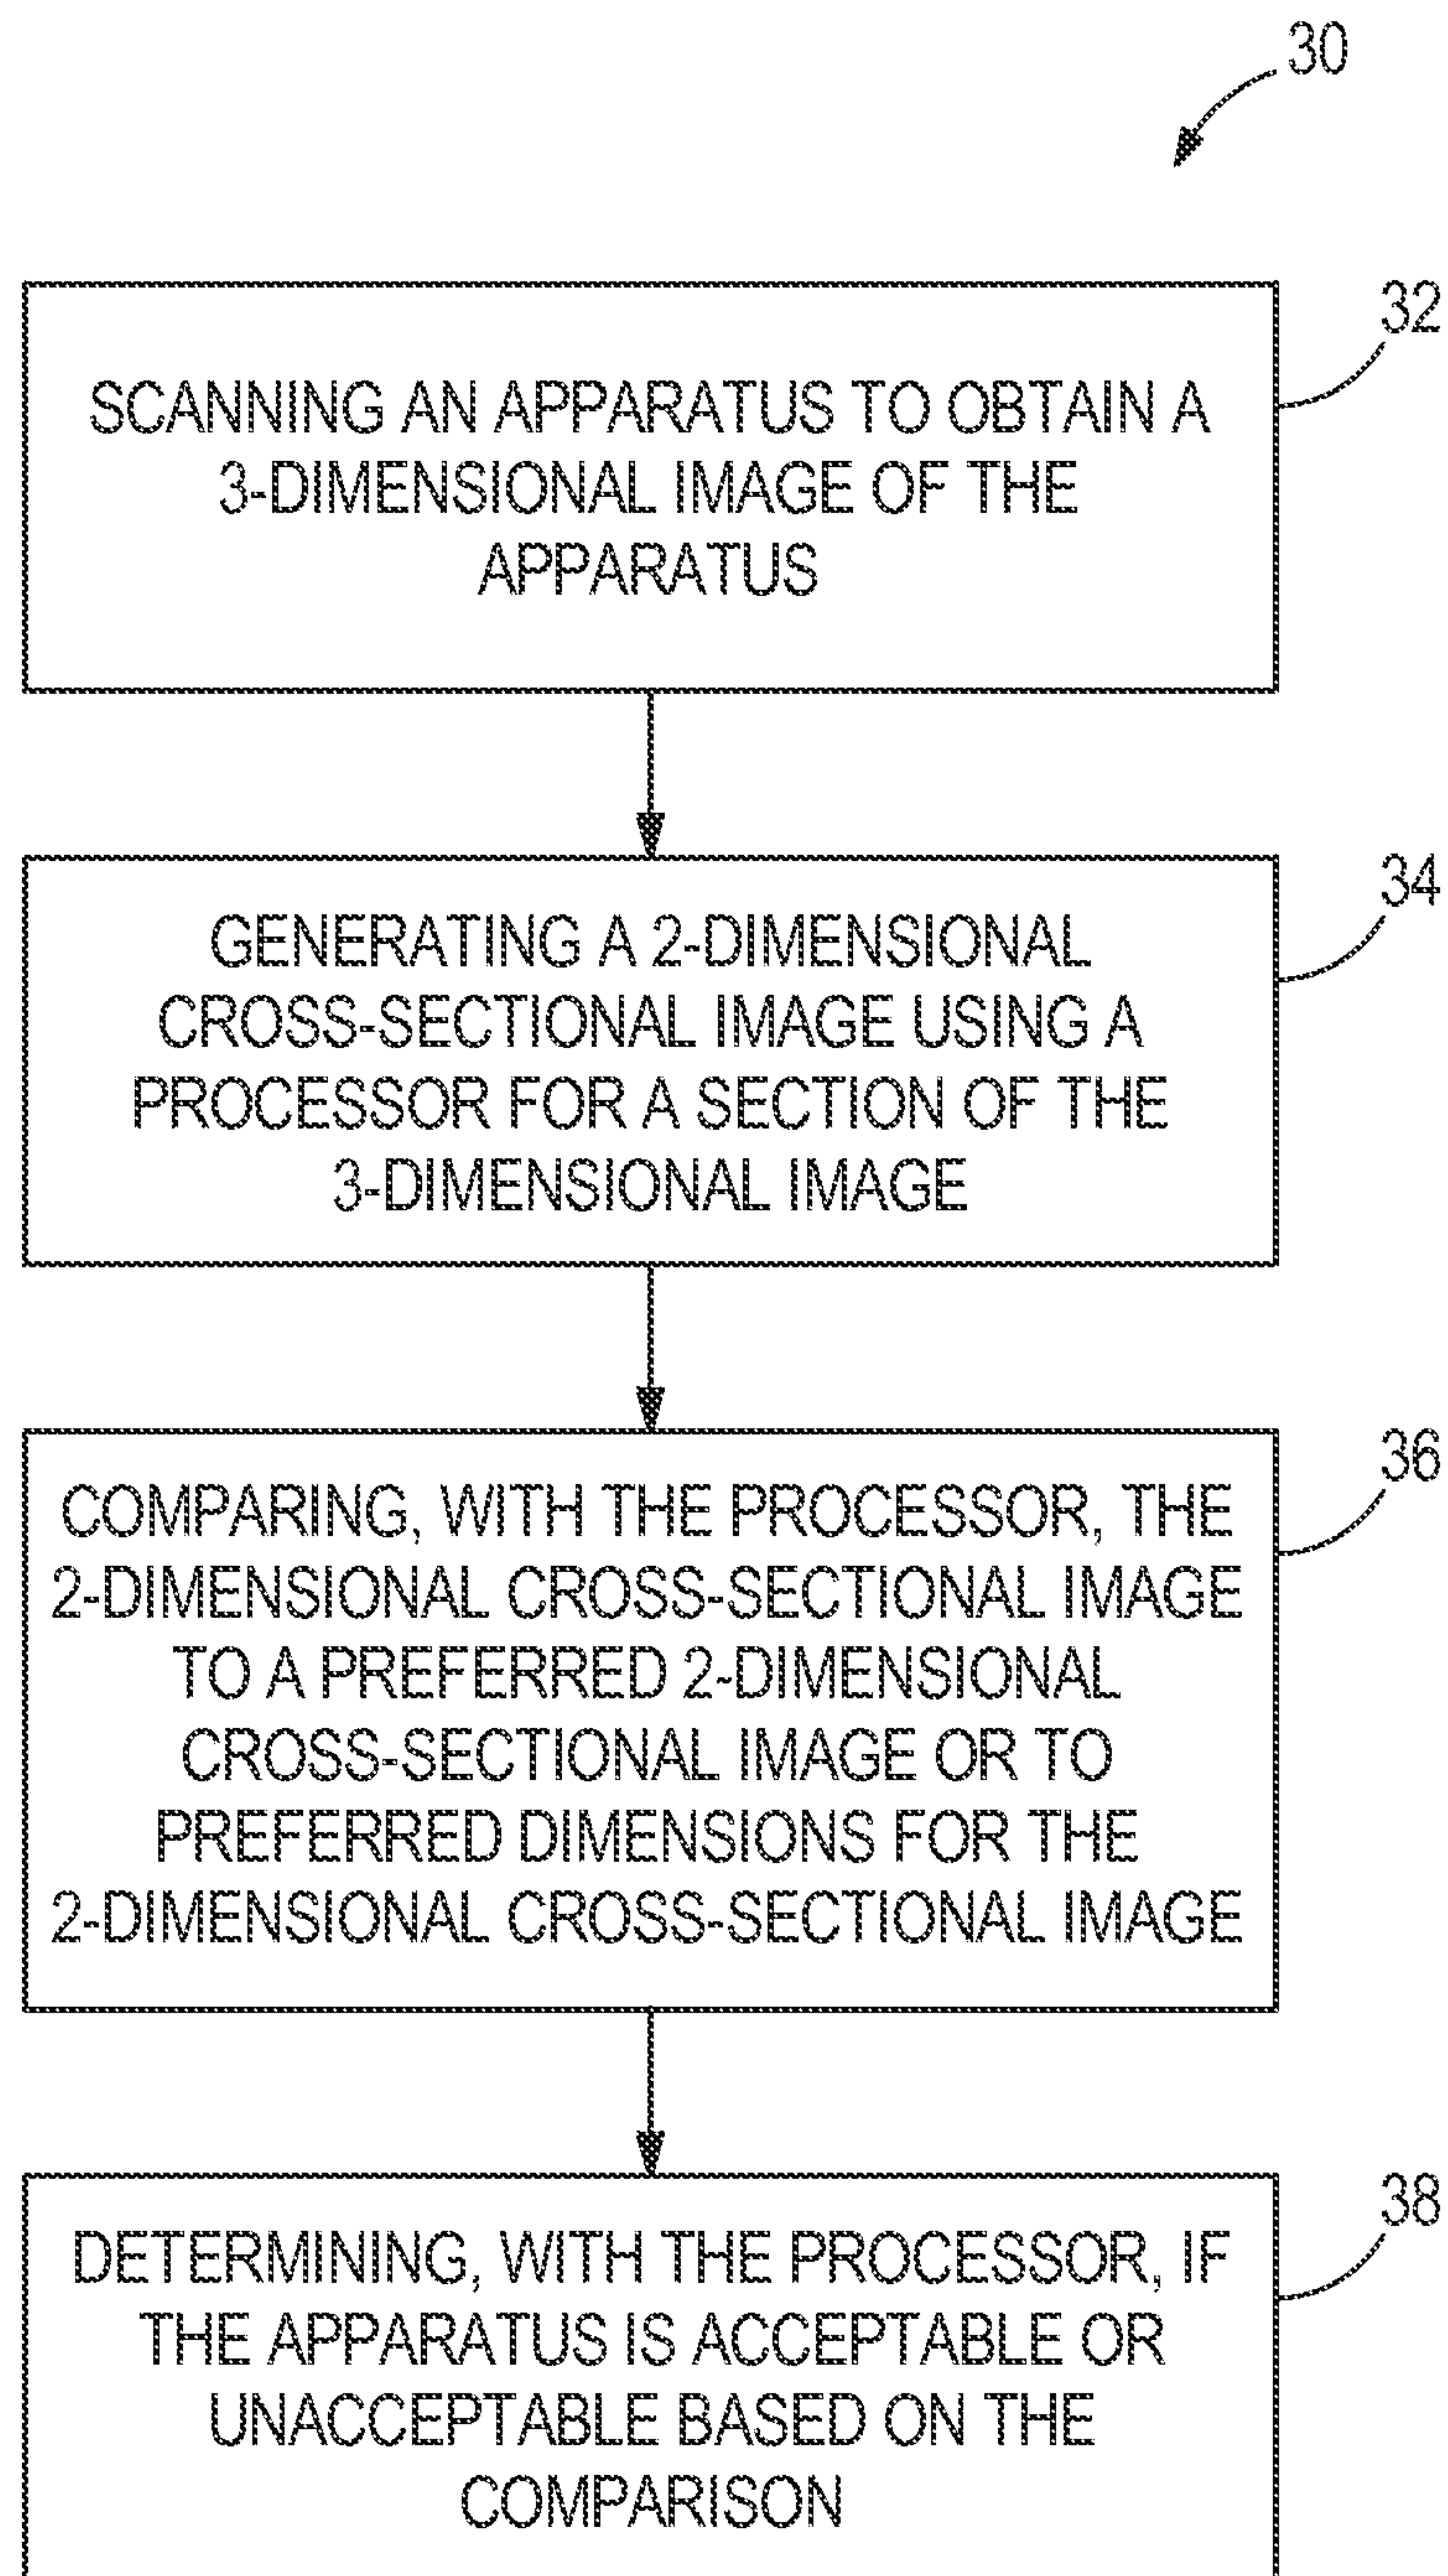 30
32
SCANNING AN APPARATUS TO OBTAIN A
3-DIMENSIONAL IMAGE OF THE
APPARATUS
34
GENERATING A 2-DIMENSIONAL
CROSS-SECTIONAL IMAGE USING A
PROCESSOR FOR A SECTION OF THE
3-DIMENSIONAL IMAGE
36
COMPARING, WITH THE PROCESSOR, THE
2-DIMENSIONAL CROSS-SECTIONAL IMAGE
TO A PREFERRED 2-DIMENSIONAL
CROSS-SECTIONAL IMAGE OR TO
PREFERRED DIMENSIONS FOR THE
2-DIMENSIONAL CROSS-SECTIONAL IMAGE
38
DETERMINING, WITH THE PROCESSOR, IF
THE APPARATUS IS ACCEPTABLE OR
UNACCEPTABLE BASED ON THE
COMPARISON